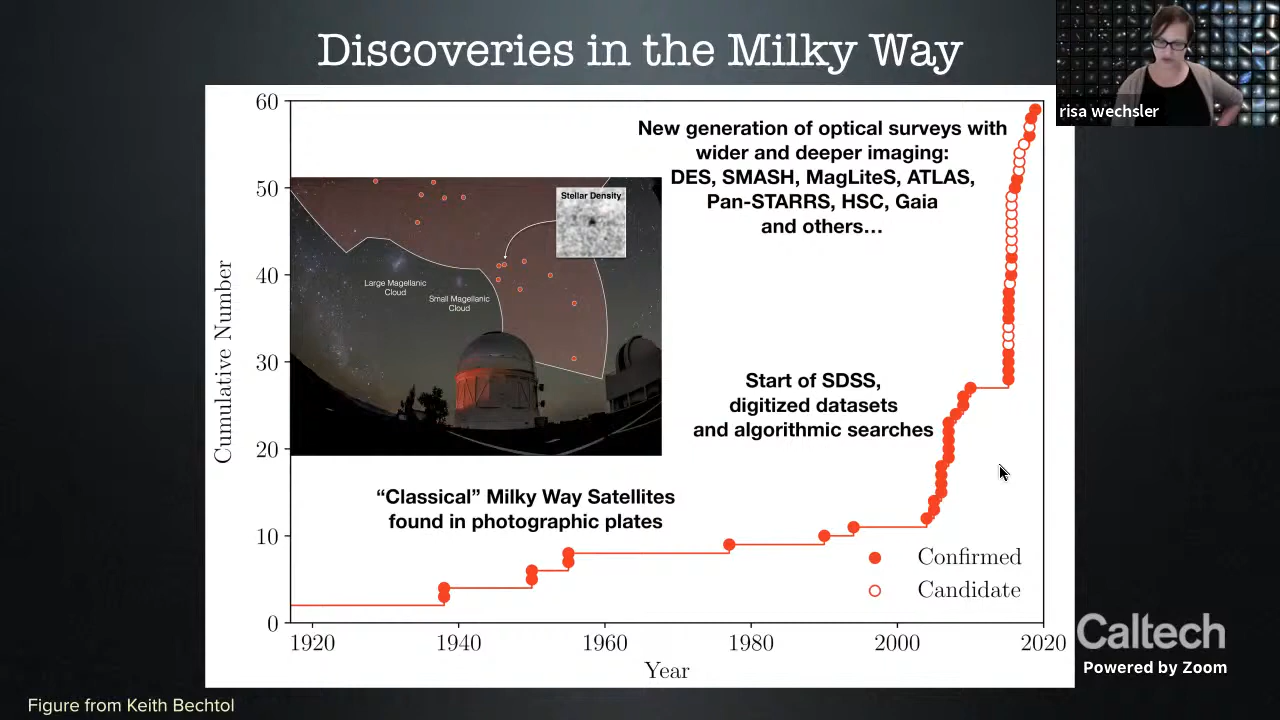 Discoveries in the Milky Way
risa wechsler
60
50
40
30
20
10
0
Cumulative Number
New generation of optical surveys with
wider and deeper imaging:
DES, SMASH, MagLiteS, ATLAS,
Pan-STARRS, HSC, Gaia
and others…
Stellar Density
Large Magellanic
Cloud
Small Magellanic
Cloud
Start of SDSS,
digitized datasets
and algorithmic searches
“Classical” Milky Way Satellites
found in photographic plates
Confirmed
Candidate
1920 1940 1960 1980 2000 2020
Year
Caltech
Powered by Zoom
Figure from Keith Bechtol